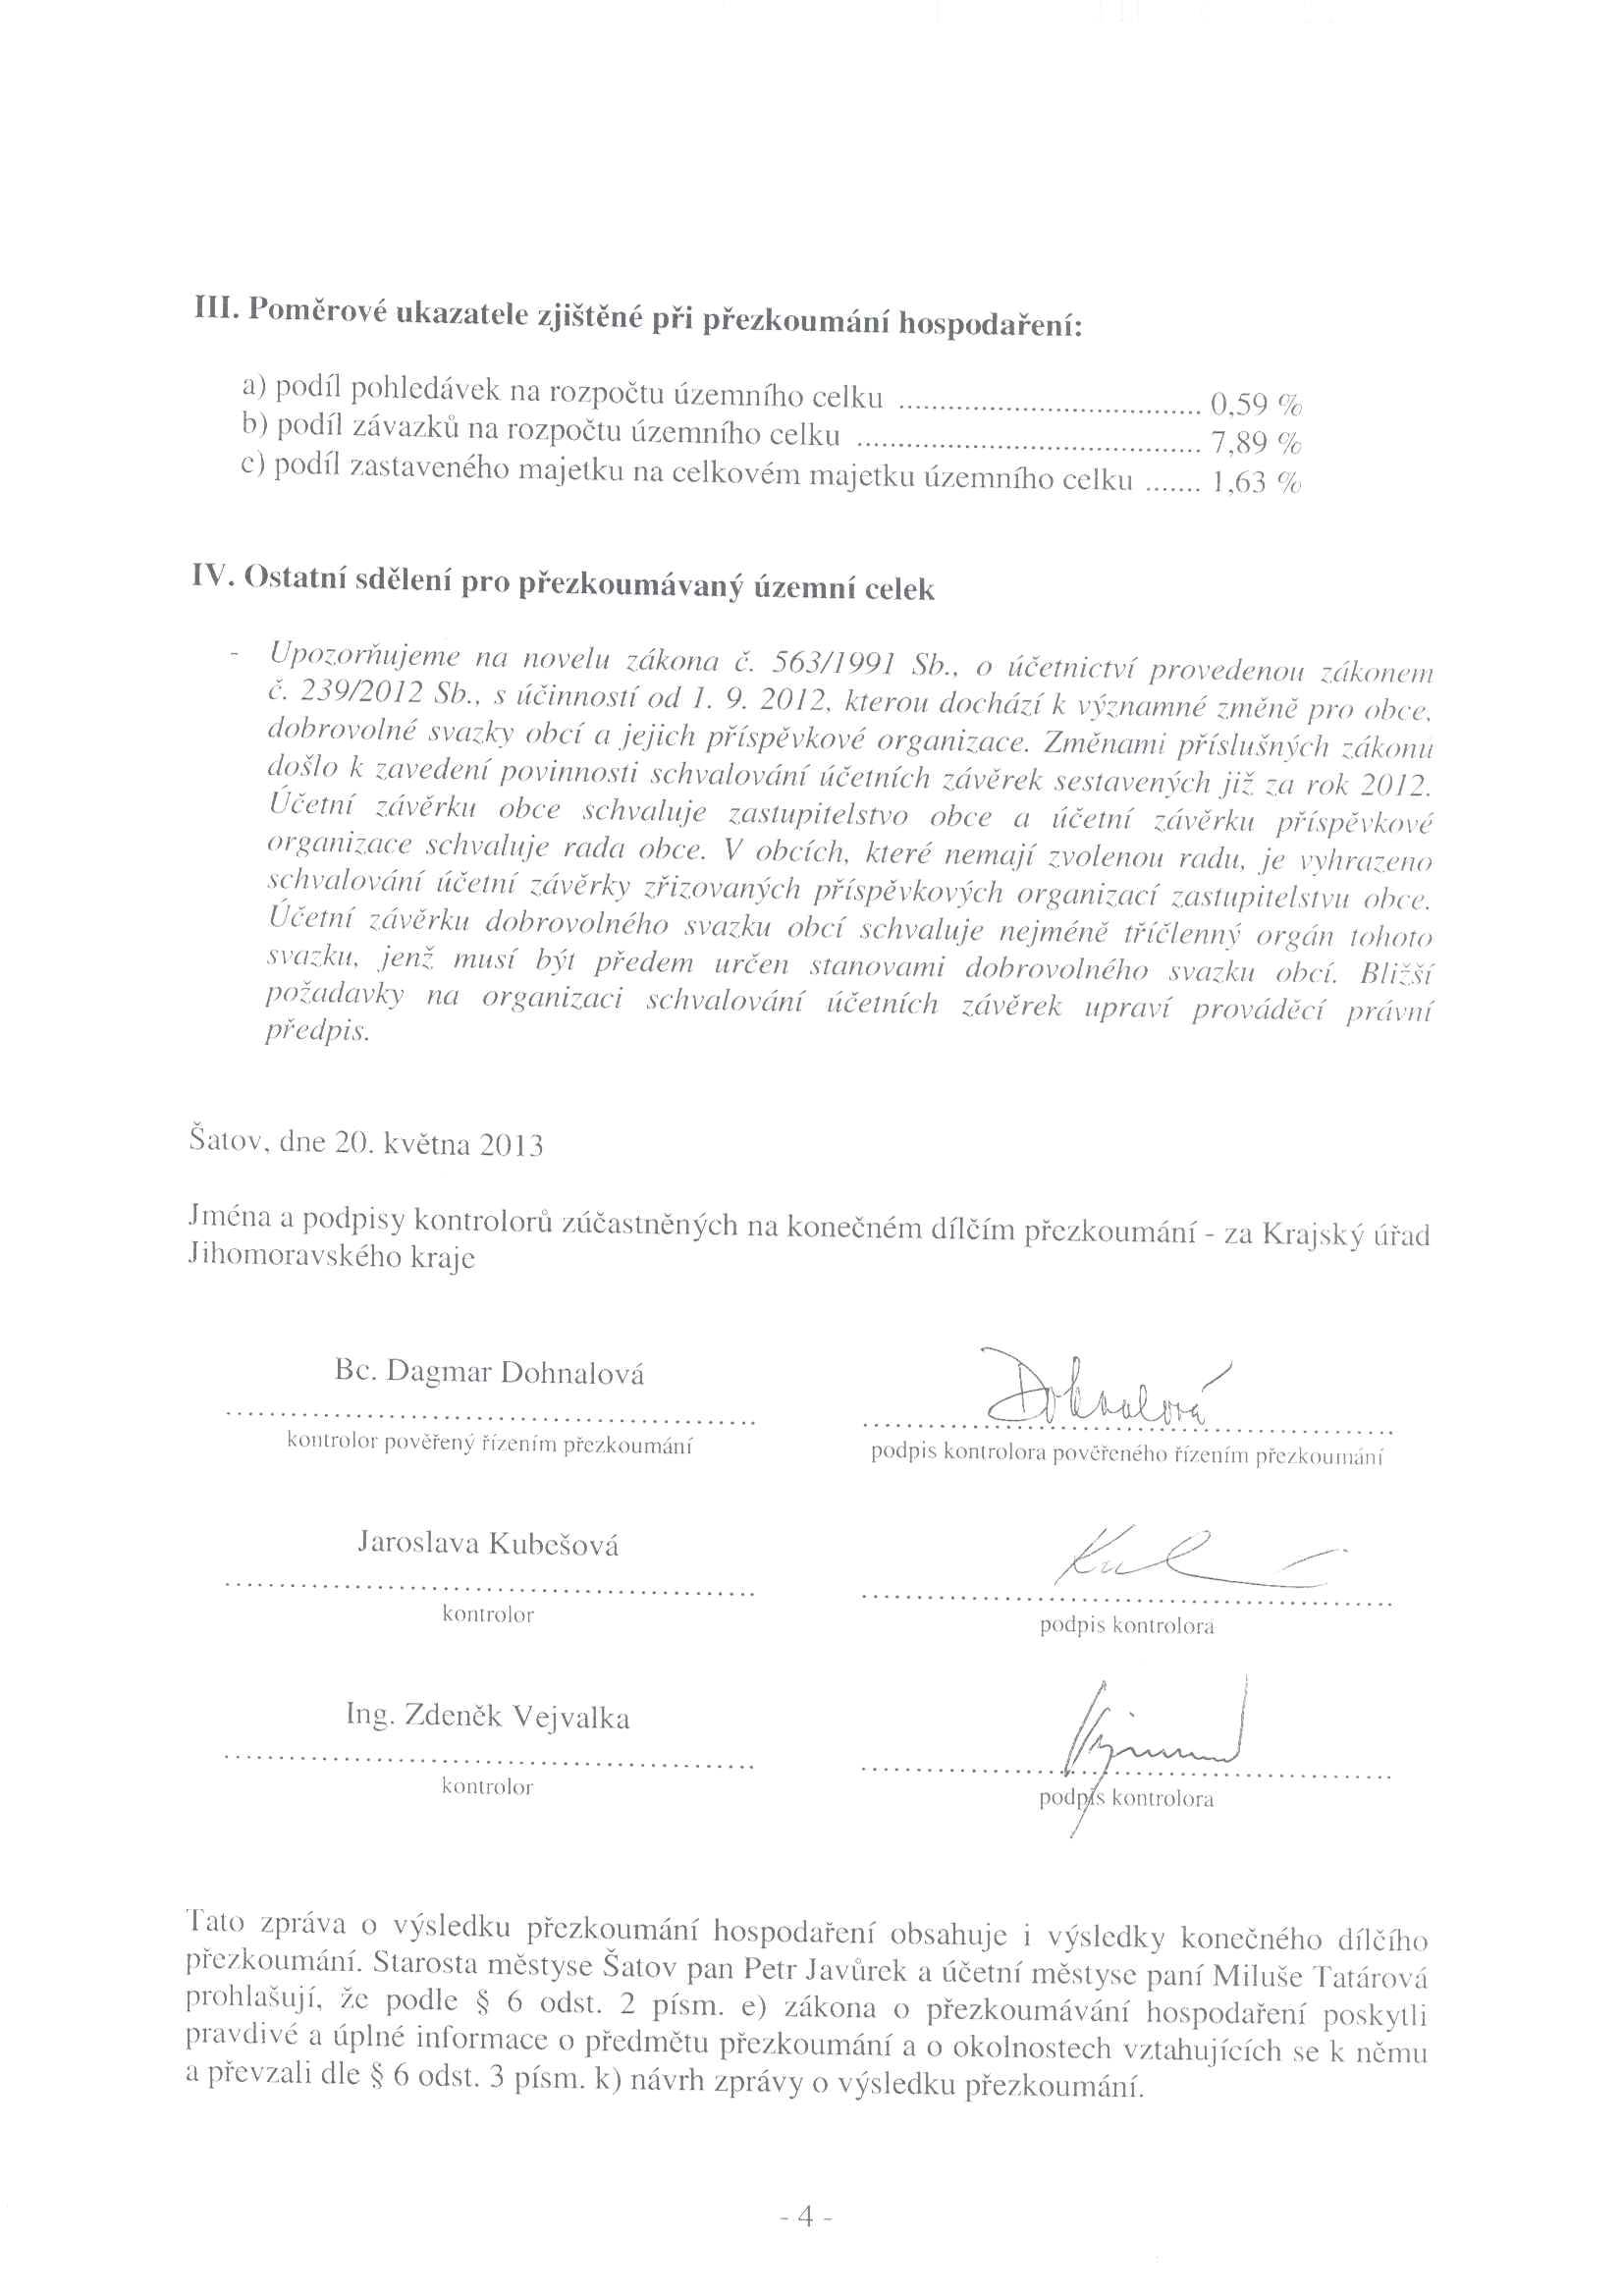 III. Poměrové ukazatele zjištěné při přezkoumání hospodaření:
a) podíl pohledávek na rozpočtu územního celku ..................................... 0,59 %
b) podíl závazků na rozpočtu územního celku .......................................... 7,89 %
c) podíl zastaveného majetku na celkovém majetku územního celku ....... 1,63 %
IV. Ostatní sdělení pro přezkoumávaný územní celek
- Upozorňujeme na novelu zákona č. 563/1991 Sb., o účetnictví provedenou zákonem
č. 239/2012 Sb., s účinností od 1. 9. 2012, kterou dochází k významné změně pro obce,
dobrovolné svazky obcí a jejich příspěvkové organizace. Změnami příslušných zákonu
došlo k zavedení povinnosti schvalování účetních závěrek sestavených již za rok 2012.
Účetní závěrku obce schvaluje zastupitelstvo obce a účetní závěrku příspěvkové
organizace schvaluje rada obce. V obcích, které nemají zvolenou radu, je vyhrazeno
schvalování účetní závěrky zřizovaných příspěvkových organizací zastupitelstvu obce.
Účetní závěrku dobrovolného svazku obcí schvaluje nejméně tříčlenný orgán tohoto
svazku, jenž musí být předem určen stanovami dobrovolného svazku obcí. Bližší
požadavky na organizaci schvalování účetních závěrek upraví prováděcí právní
předpis.
Šatov, dne 20. května 2013
Jména a podpisy kontrolorů zúčastněných na konečném dílčím přezkoumání - za Krajský úřad
Jihomoravského kraje
Bc. Dagmar Dohnalová
Dohnalová
kontrolor pověřený řízením přezkoumání
podpis kontrolora pověřeného řízením přezkoumání
Jaroslava Kubešová
kontrolor
podpis kontrolora
Ing. Zdeněk Vejvalka
kontrolor
podpis kontrolora
Tato zpráva o výsledku přezkoumání hospodaření obsahuje i výsledky konečného dílčího
přezkoumání. Starosta městyse Šatov pan Petr Javůrek a účetní městyse paní Miluše Tatárová
prohlašují, že podle § 6 odst. 2 písm. e) zákona o přezkoumávání hospodaření poskytli
pravdivé a úplné informace o předmětu přezkoumání a o okolnostech vztahujících se k němu
a převzali dle § 6 odst. 3 písm. k) návrh zprávy o výsledku přezkoumání.
- 4 -